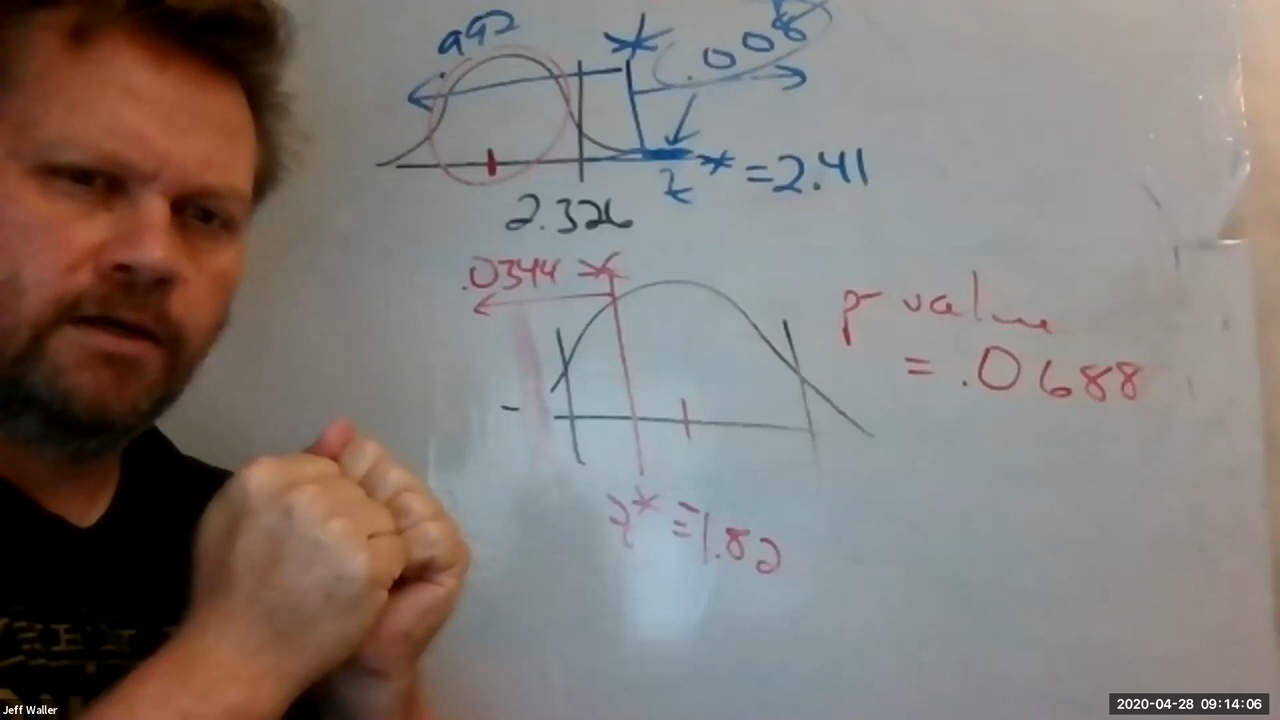 .992
.008
z* = 2.41
2.326
.0344
p value
= .0688
-
z* = -1.82
Jeff Waller
2020-04-28 09:14:06